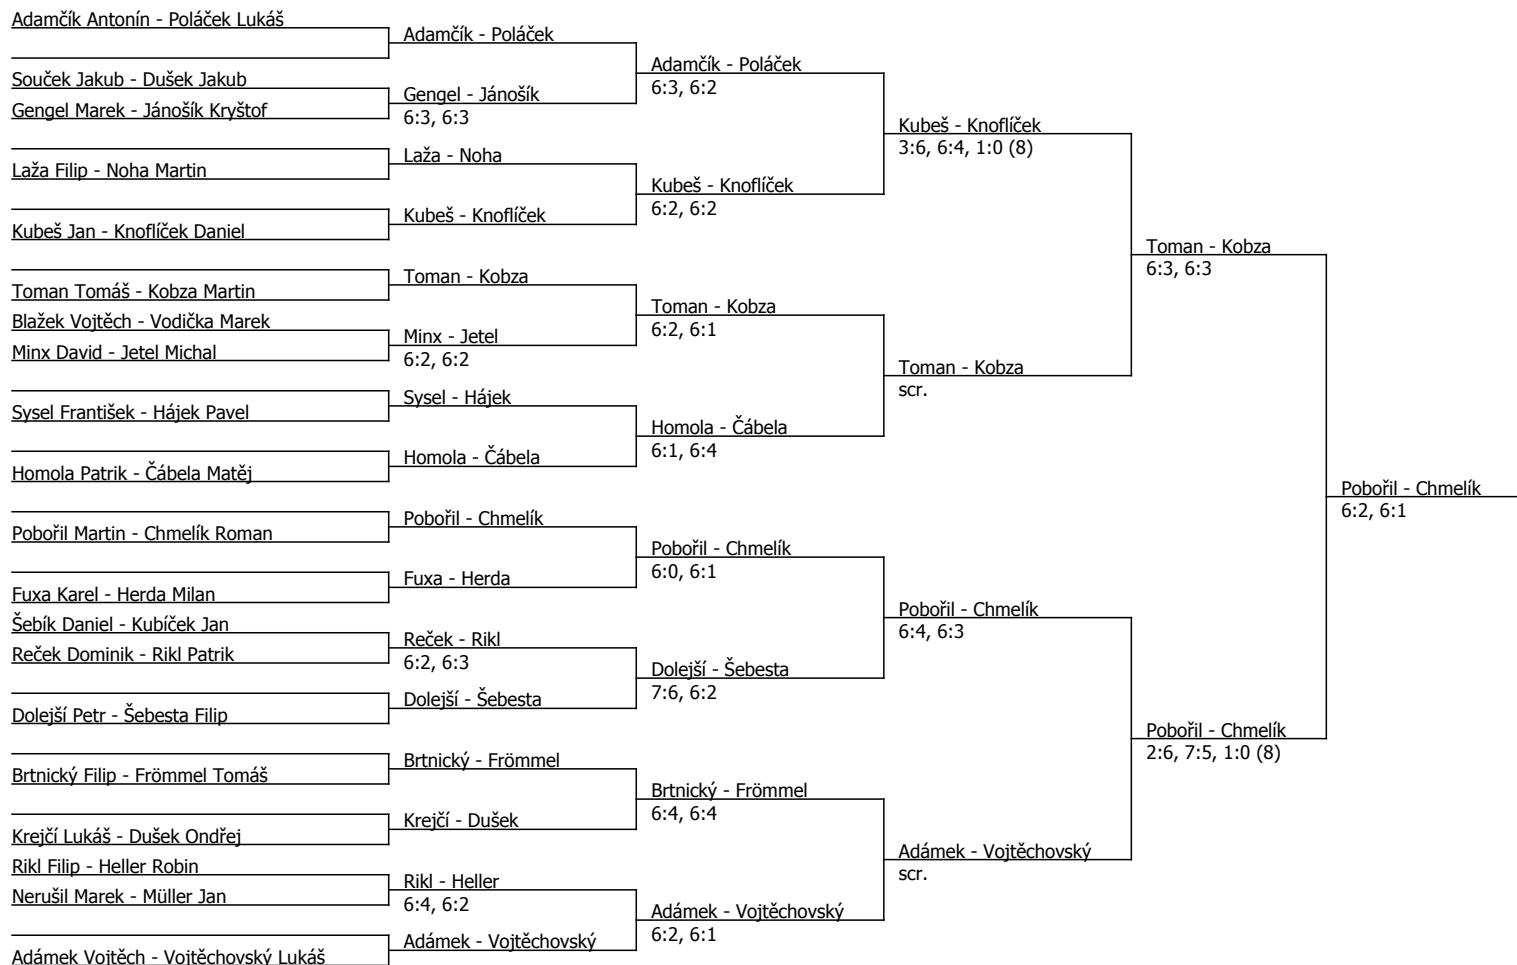 Adamčík Antonín - Poláček Lukáš
Souček Jakub - Dušek Jakub
Gengel Marek - Jánošík Kryštof
Laža Filip - Noha Martin
Kubeš Jan - Knoflíček Daniel
Toman Tomáš - Kobza Martin
Blažek Vojtěch - Vodička Marek
Minx David - Jetel Michal
Sysel František - Hájek Pavel
Homola Patrik - Čábela Matěj
Pobořil Martin - Chmelík Roman
Fuxa Karel - Herda Milan
Šebík Daniel - Kubíček Jan
Reček Dominik - Rikl Patrik
Dolejší Petr - Šebesta Filip
Brtnický Filip - Frömmel Tomáš
Krejčí Lukáš - Dušek Ondřej
Rikl Filip - Heller Robin
Nerušil Marek - Müller Jan
Adámek Vojtěch - Vojtěchovský Lukáš
Adamčík - Poláček
Gengel - Jánošík
6:3, 6:3
Laža - Noha
Kubeš - Knoflíček
Toman - Kobza
Minx - Jetel
6:2, 6:2
Sysel - Hájek
Homola - Čábela
Pobořil - Chmelík
Fuxa - Herda
Reček - Rikl
6:2, 6:3
Dolejší - Šebesta
Brtnický - Frömmel
Krejčí - Dušek
Rikl - Heller
6:4, 6:2
Adámek - Vojtěchovský
Adamčík - Poláček
6:3, 6:2
Kubeš - Knoflíček
6:2, 6:2
Toman - Kobza
6:2, 6:1
Homola - Čábela
6:1, 6:4
Pobořil - Chmelík
6:0, 6:1
Dolejší - Šebesta
7:6, 6:2
Brtnický - Frömmel
6:4, 6:4
Adámek - Vojtěchovský
6:2, 6:1
Kubeš - Knoflíček
3:6, 6:4, 1:0 (8)
Toman - Kobza
scr.
Pobořil - Chmelík
6:4, 6:3
Adámek - Vojtěchovský
scr.
Toman - Kobza
6:3, 6:3
Pobořil - Chmelík
2:6, 7:5, 1:0 (8)
Pobořil - Chmelík
6:2, 6:1